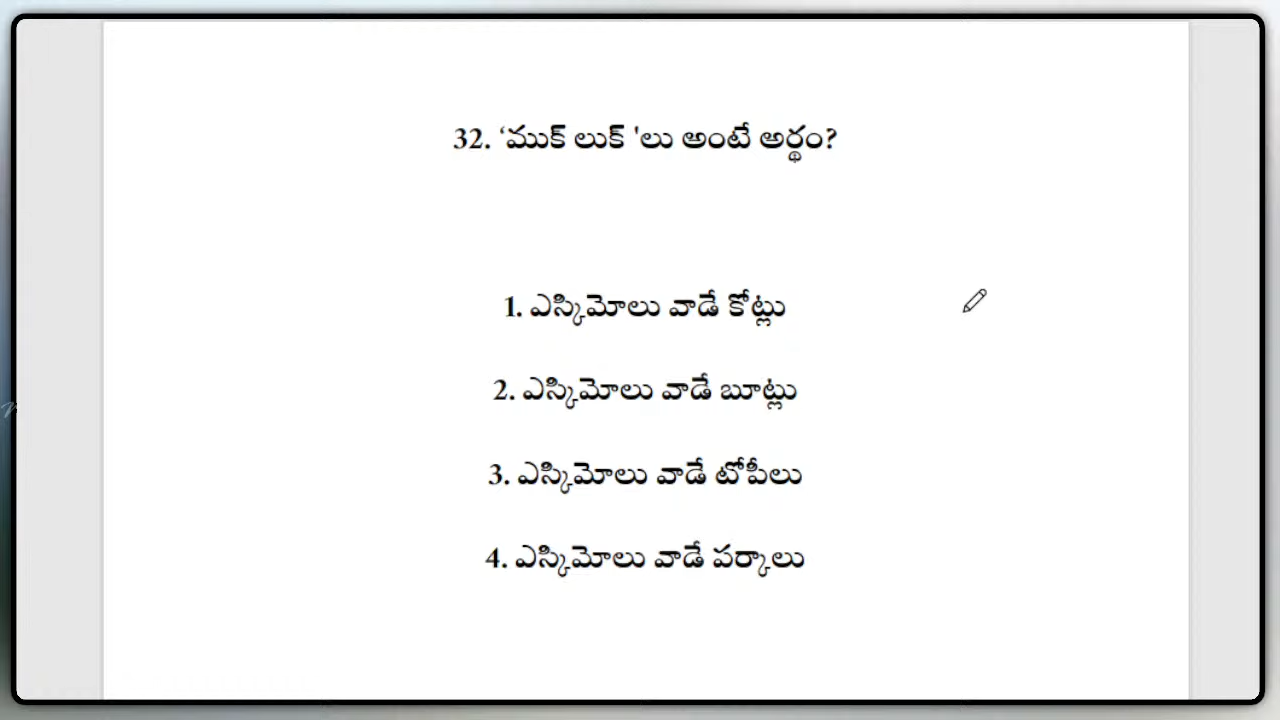 32. ‘ముక్ లుక్ 'లు అంటే అర్థం?
1. ఎస్కిమోలు వాడే కోట్లు
2. ఎస్కిమోలు వాడే బూట్లు
3. ఎస్కిమోలు వాడే టోపీలు
4. ఎస్కిమోలు వాడే పర్కాలు